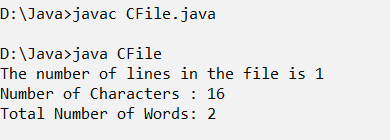 D:\Java>javac CFile.java
D:\Java>java CFile
The number of lines in the file is 1
Number of Characters : 16
Total Number of Words: 2